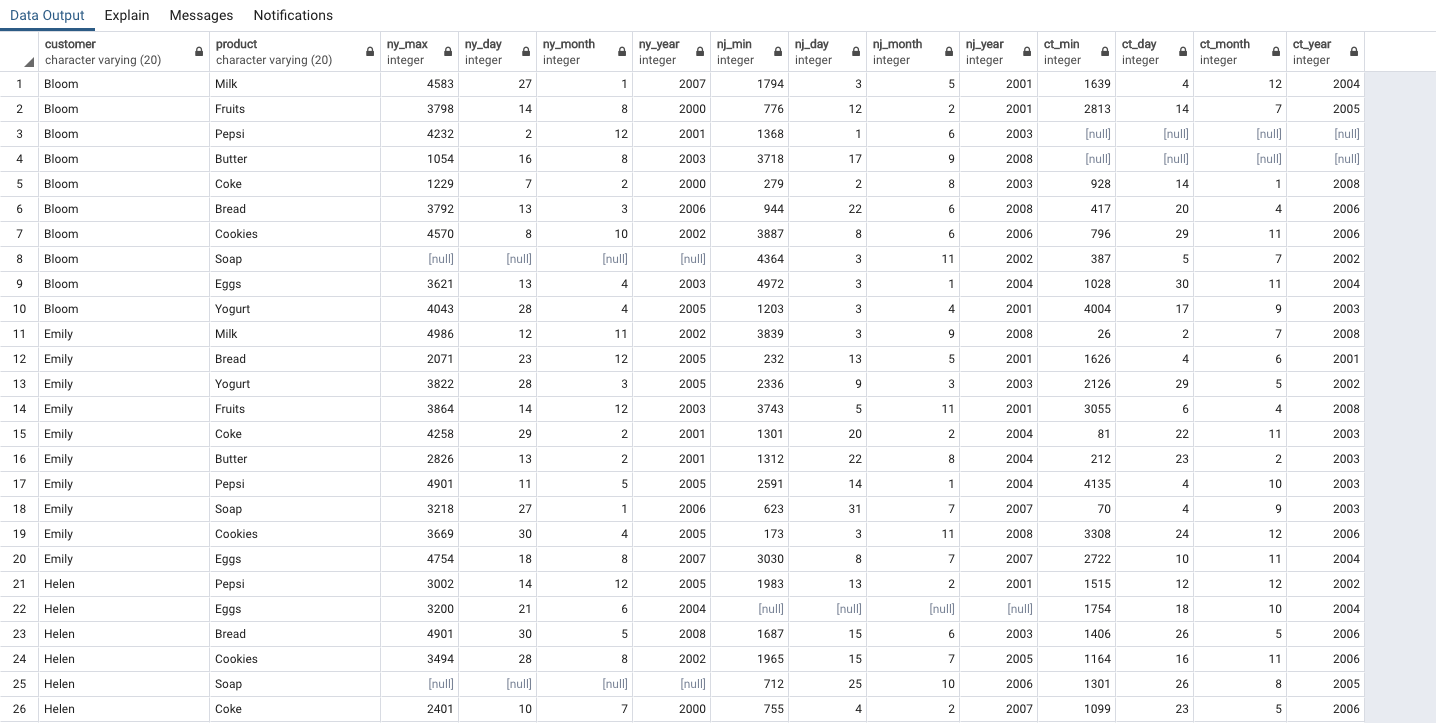 Data Output Explain Messages Notifications
customer product ny_max ny_day ny_month ny_year nj_min nj_day nj_month nj_year ct_min ct_day ct_month ct_year
character varying (20) character varying (20) integer integer integer integer integer integer integer integer integer integer integer integer
1 Bloom Milk 4583 27 1 2007 1794 3 5 2001 1639 4 12 2004
2 Bloom Fruits 3798 14 8 2000 776 12 2 2001 2813 14 7 2005
3 Bloom Pepsi 4232 2 12 2001 1368 1 6 2003 [null] [null] [null] [null]
4 Bloom Butter 1054 16 8 2003 3718 17 9 2008 [null] [null] [null] [null]
5 Bloom Coke 1229 7 2 2000 279 2 8 2003 928 14 1 2008
6 Bloom Bread 3792 13 3 2006 944 22 6 2008 417 20 4 2006
7 Bloom Cookies 4570 8 10 2002 3887 8 6 2006 796 29 11 2006
8 Bloom Soap [null] [null] [null] [null] 4364 3 11 2002 387 5 7 2002
9 Bloom Eggs 3621 13 4 2003 4972 3 1 2004 1028 30 11 2004
10 Bloom Yogurt 4043 28 4 2005 1203 3 4 2001 4004 17 9 2003
11 Emily Milk 4986 12 11 2002 3839 3 9 2008 26 2 7 2008
12 Emily Bread 2071 23 12 2005 232 13 5 2001 1626 4 6 2001
13 Emily Yogurt 3822 28 3 2005 2336 9 3 2003 2126 29 5 2002
14 Emily Fruits 3864 14 12 2003 3743 5 11 2001 3055 6 4 2008
15 Emily Coke 4258 29 2 2001 1301 20 2 2004 81 22 11 2003
16 Emily Butter 2826 13 2 2001 1312 22 8 2004 212 23 2 2003
17 Emily Pepsi 4901 11 5 2005 2591 14 1 2004 4135 4 10 2003
18 Emily Soap 3218 27 1 2006 623 31 7 2007 70 4 9 2003
19 Emily Cookies 3669 30 4 2005 173 3 11 2008 3308 24 12 2006
20 Emily Eggs 4754 18 8 2007 3030 8 7 2007 2722 10 11 2004
21 Helen Pepsi 3002 14 12 2005 1983 13 2 2001 1515 12 12 2002
22 Helen Eggs 3200 21 6 2004 [null] [null] [null] [null] 1754 18 10 2004
23 Helen Bread 4901 30 5 2008 1687 15 6 2003 1406 26 5 2006
24 Helen Cookies 3494 28 8 2002 1965 15 7 2005 1164 16 11 2006
25 Helen Soap [null] [null] [null] [null] 712 25 10 2006 1301 26 8 2005
26 Helen Coke 2401 10 7 2000 755 4 2 2007 1099 23 5 2006